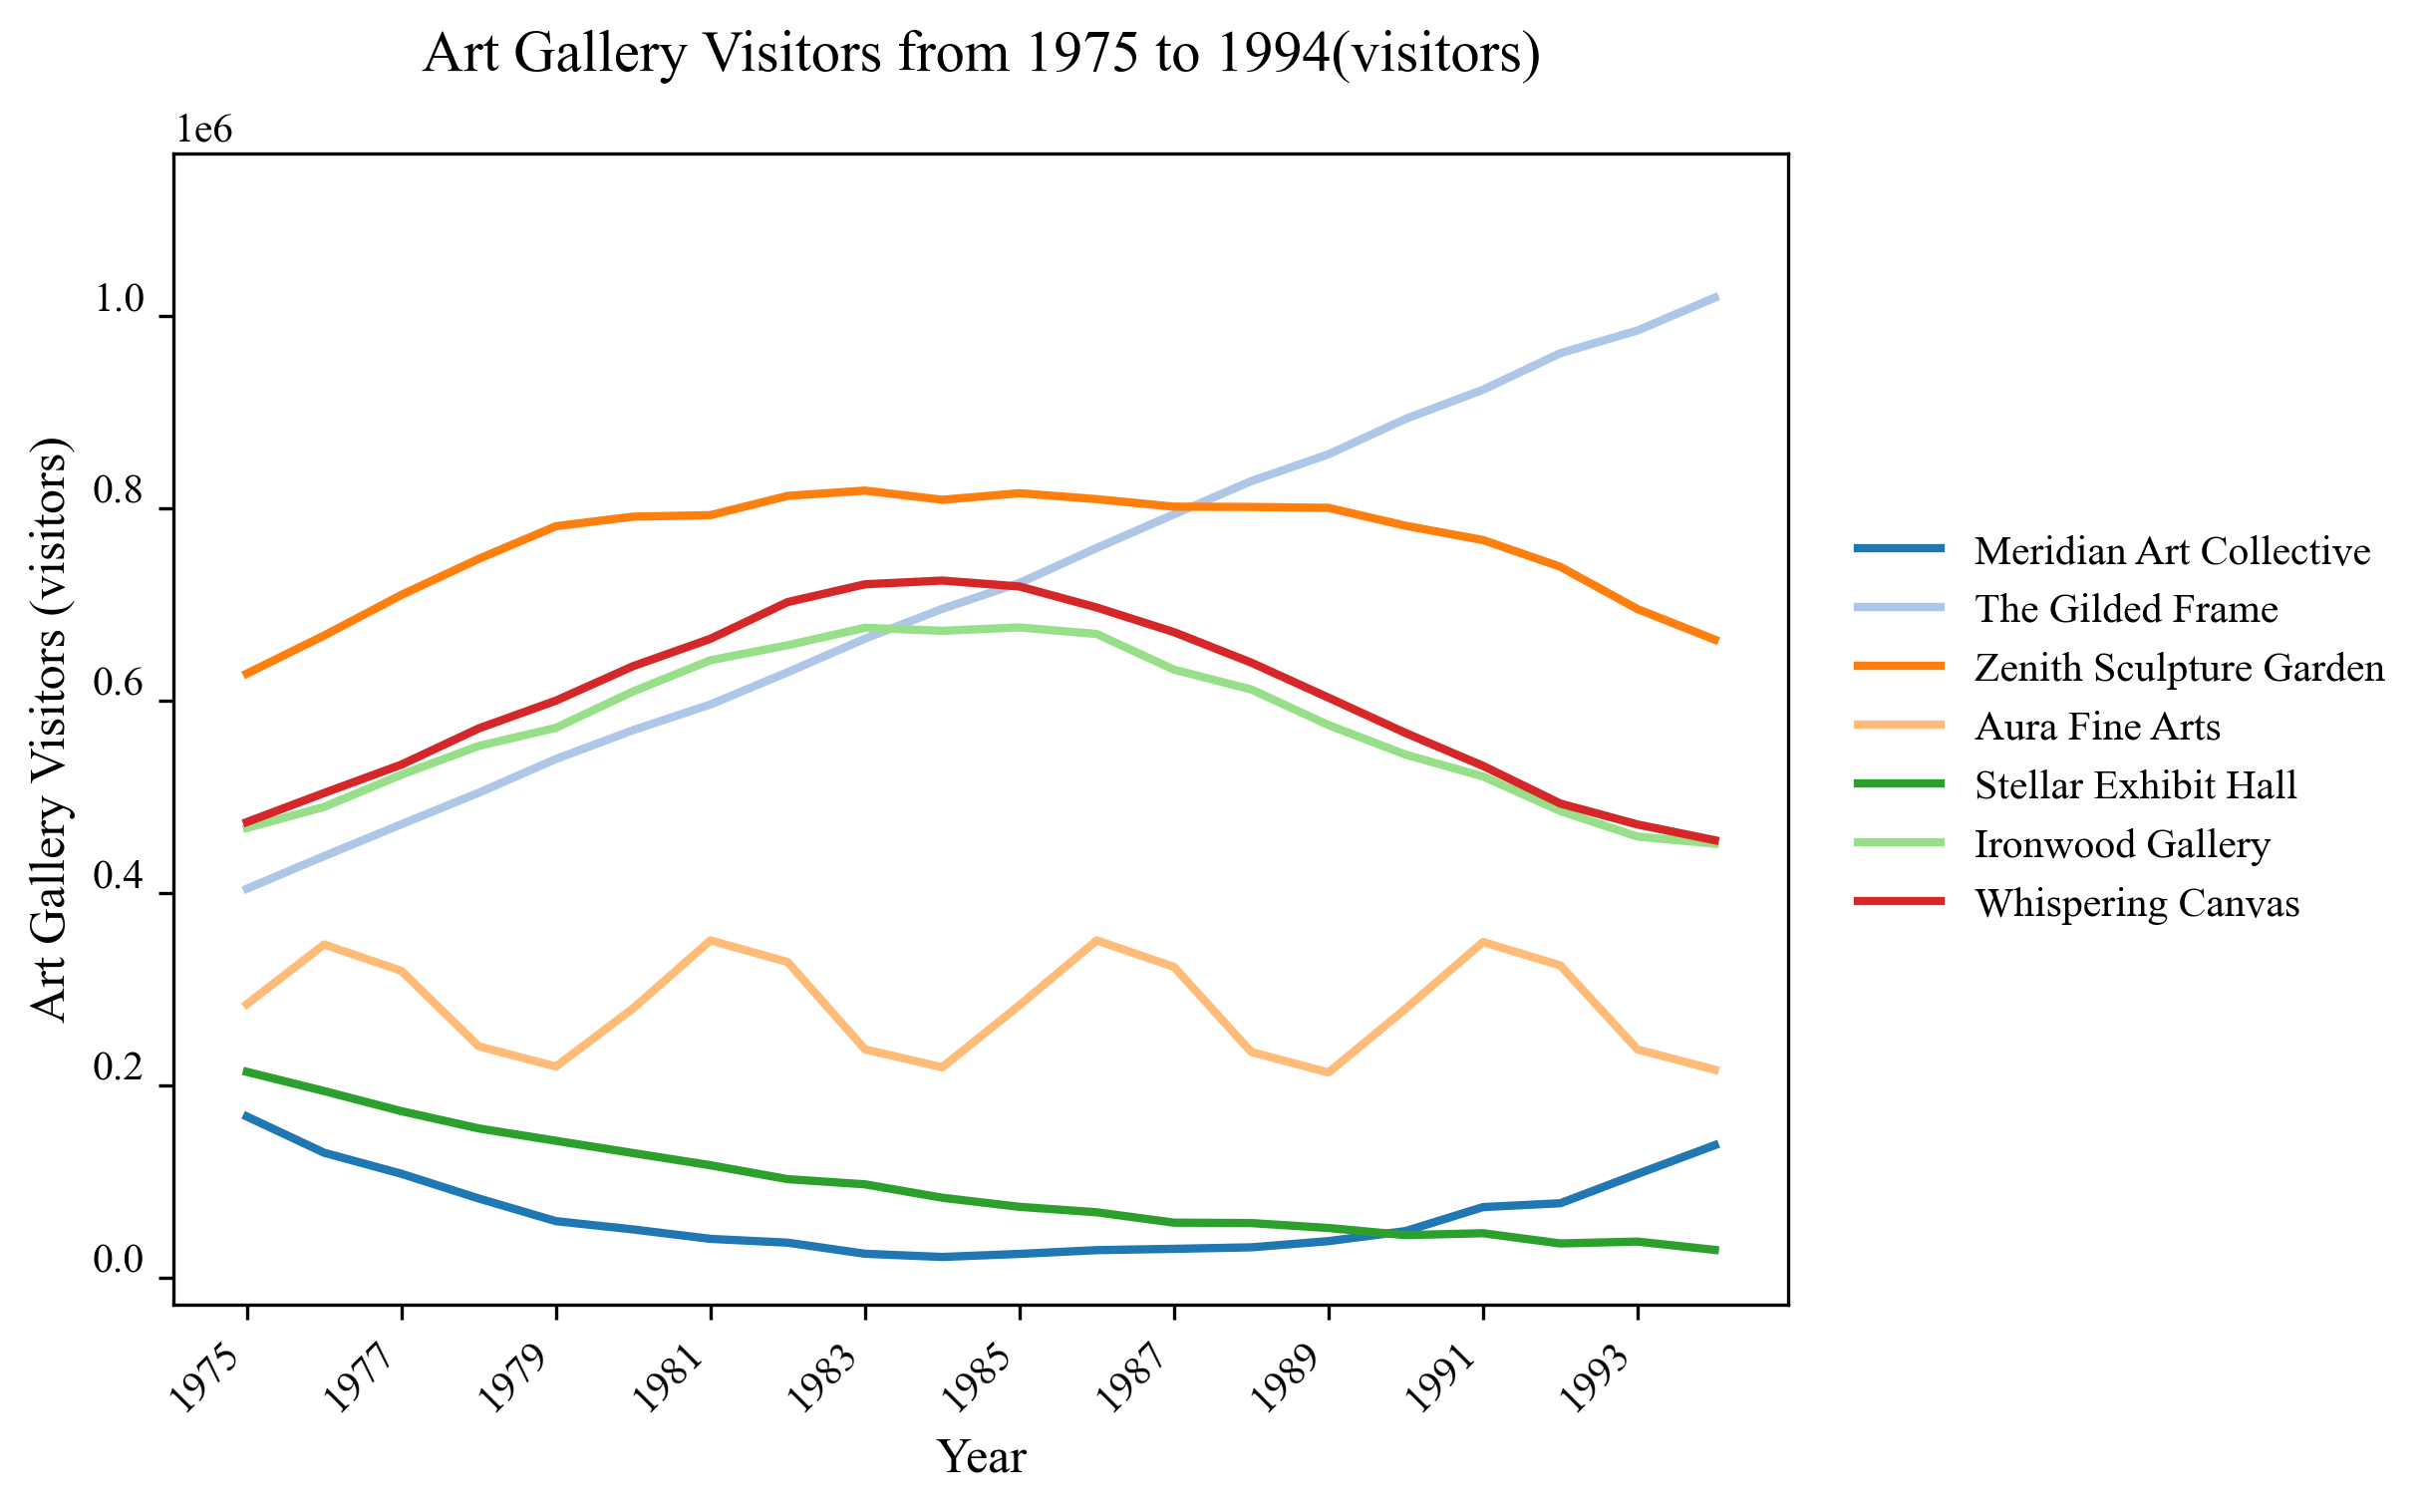 Art Gallery Visitors from 1975 to 1994(visitors)
1e6
1.0
0.8
0.6
0.4
0.2
0.0
Art Gallery Visitors (visitors)
1975
1977
1979
1981
1983
1985
1987
1989
1991
1993
Year
Meridian Art Collective
The Gilded Frame
Zenith Sculpture Garden
Aura Fine Arts
Stellar Exhibit Hall
Ironwood Gallery
Whispering Canvas